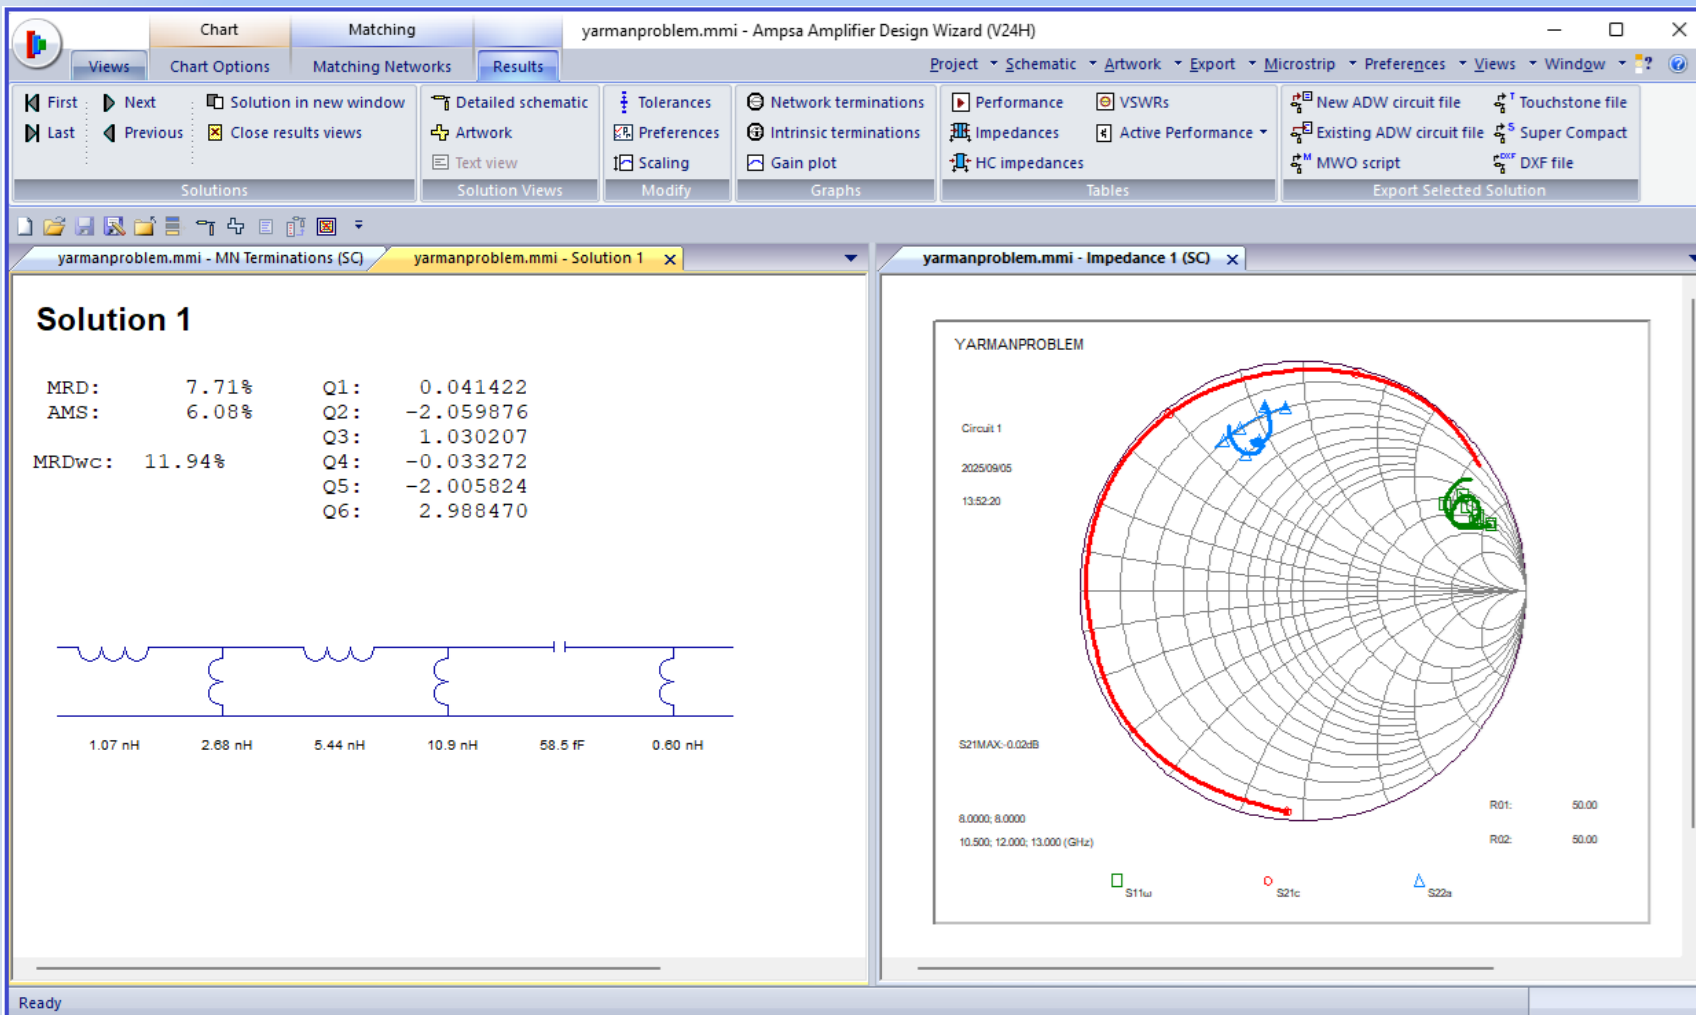 Chart
Matching
yarmanproblem.mmi - Ampsa Amplifier Design Wizard (V24H)
Views
Chart Options
Matching Networks
Results
Project
Schematic
Artwork
Export
Microstrip
Preferences
Views
Window
?
First
Next
Solution in new window
Last
Previous
Close results views
Solutions
Detailed schematic
Artwork
Text view
Solution Views
Tolerances
Preferences
Scaling
Modify
Network terminations
Intrinsic terminations
Gain plot
Graphs
Performance
VSWRs
Impedances
Active Performance
HC impedances
Tables
New ADW circuit file
Touchstone file
Existing ADW circuit file
Super Compact
MWO script
DXF file
Export Selected Solution
yarmanproblem.mmi - MN Terminations (SC)
yarmanproblem.mmi - Solution 1
yarmanproblem.mmi - Impedance 1 (SC)
Solution 1
MRD: 7.71% Q1: 0.041422
AMS: 6.08% Q2: -2.059876
Q3: 1.030207
MRDwc: 11.94% Q4: -0.033272
Q5: -2.005824
Q6: 2.988470
1.07 nH 2.68 nH 5.44 nH 10.9 nH 58.5 fF 0.60 nH
YARMANPROBLEM
Circuit 1
2025/09/05
13:52:20
S21MAX:-0.02dB
8.0000; 8.0000
10.500; 12.000; 13.000 (GHz)
R01: 50.00
R02: 50.00
S11ω
S21c
S22a
Ready